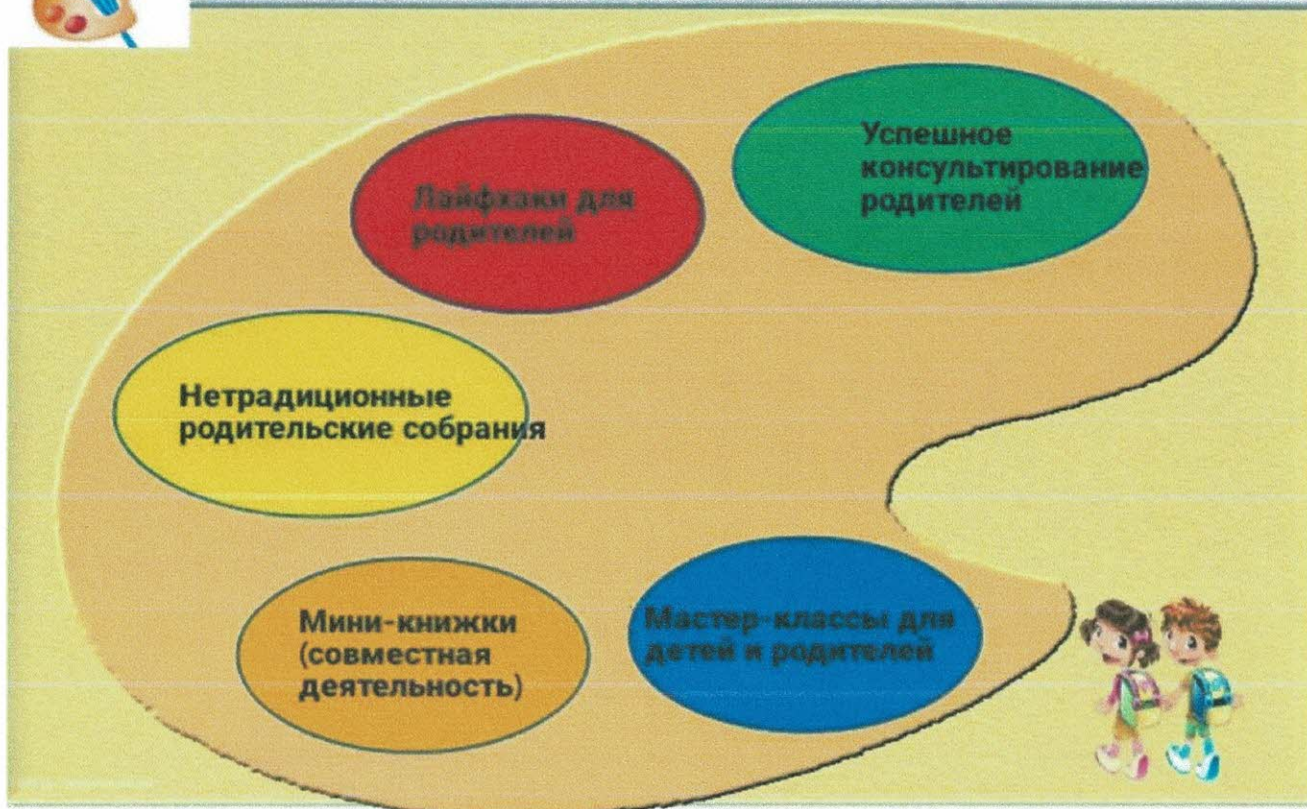 Лайфхаки для
родителей
Успешное
консультирование
родителей
Нетрадиционные
родительские собрания
Мини-книжки
(совместная
деятельность)
Мастер-классы для
детей и родителей